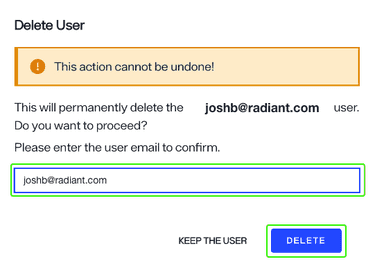 Delete User
! This action cannot be undone!
This will permanently delete the joshb@radiant.com user.
Do you want to proceed?
Please enter the user email to confirm.
joshb@radiant.com
KEEP THE USER DELETE